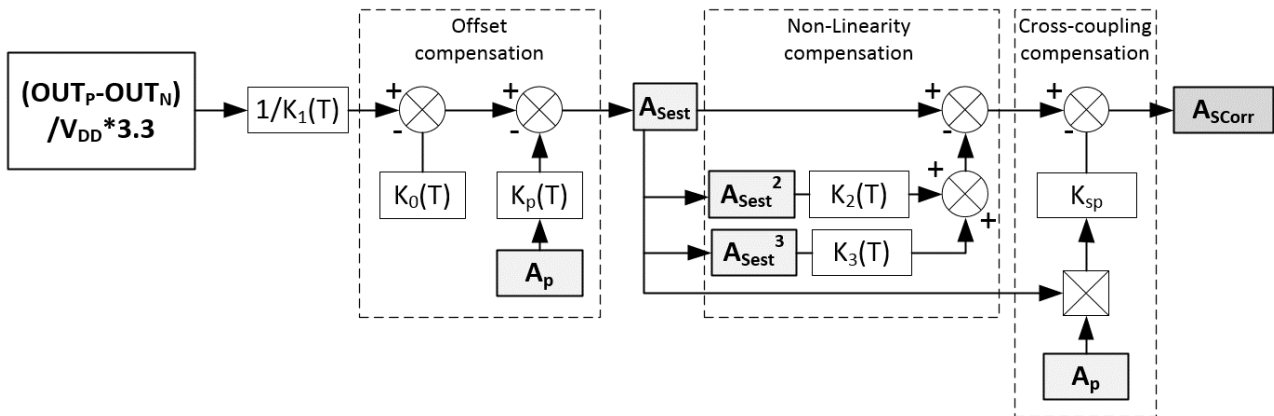 Offset
compensation
Non-Linearity
compensation
Cross-coupling
compensation
(OUTP-OUTN)
/VDD*3.3
1/K1(T)
+
-
K0(T)
+
-
Kp(T)
Ap
ASest
+
-
ASest²
K2(T)
+
ASest³
K3(T)
+
+
-
Ksp
Ap
ASCorr